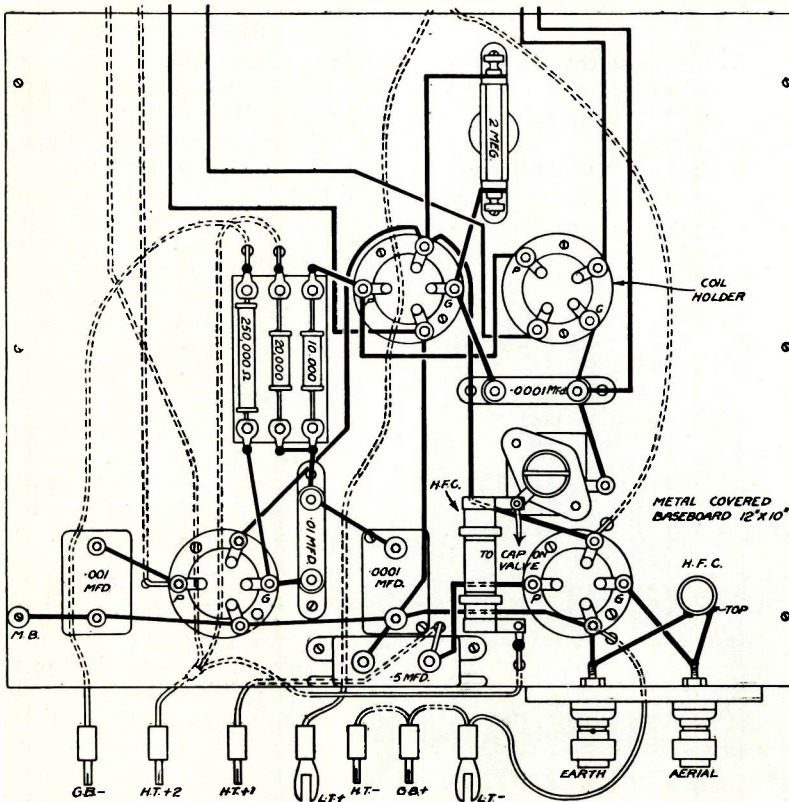 2 MEG.
P
G
P
G
COIL
HOLDER
250,000.Ω
20,000
10,000
.0001 Mfd.
H.F.C.
METAL COVERED
BASEBOARD 12"X10"
TO CAP ON
VALVE
.01 MFD.
.001
MFD
.0001
MFD.
P
G
P
G
H.F.C.
TOP
M.B.
.5 MFD.
EARTH
AERIAL
G.B-
H.T.+2
H.T.+1
L.T+
H.T-
G.B+
L.T-